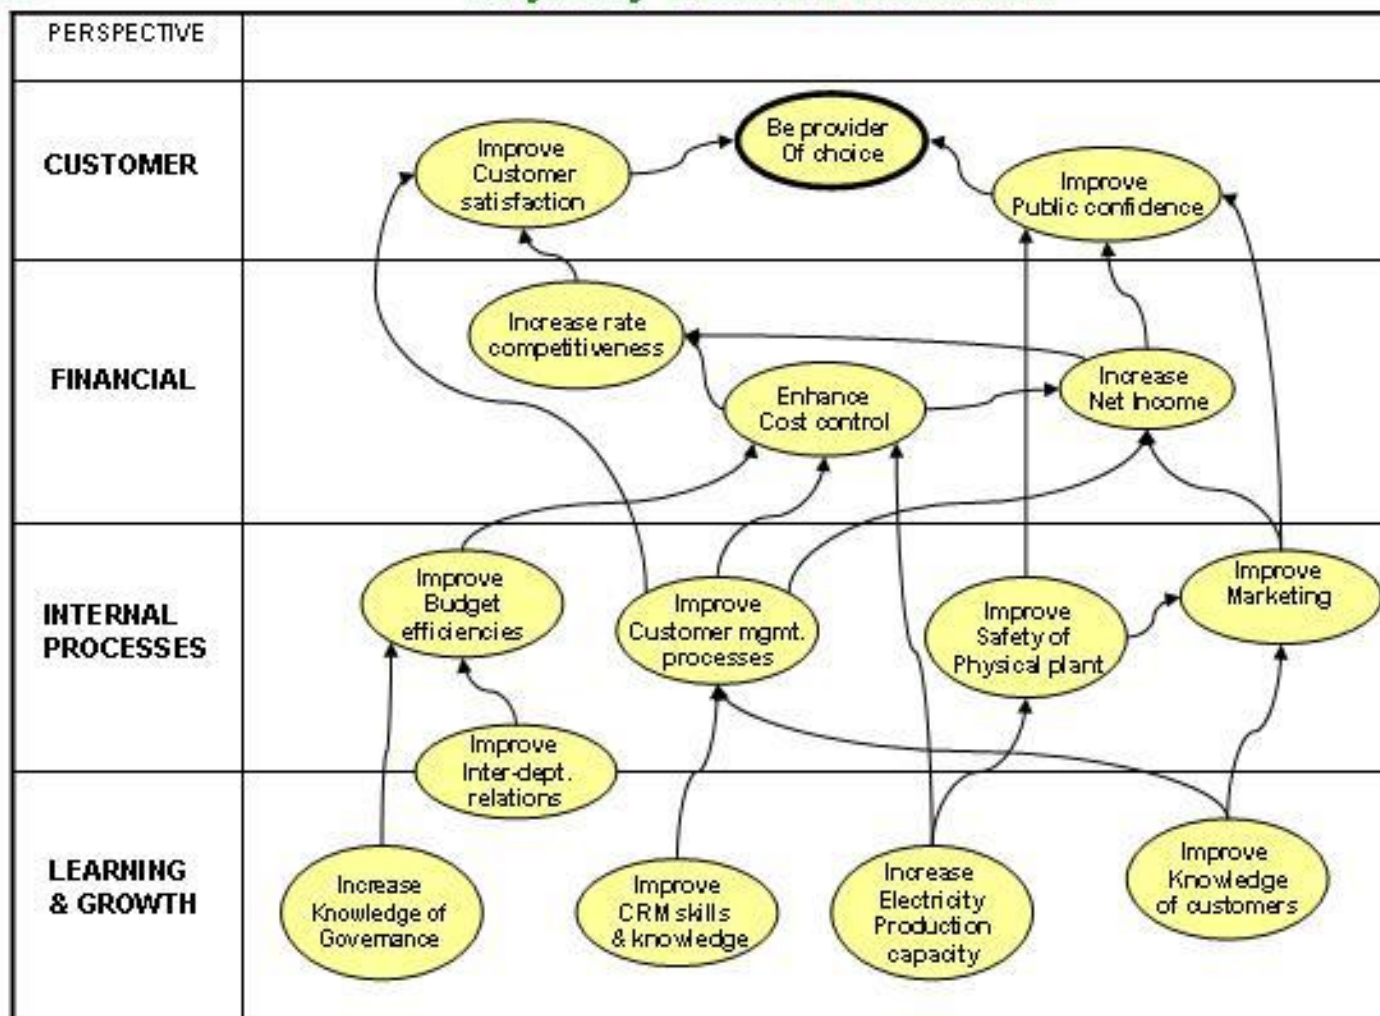 PERSPECTIVE
CUSTOMER
Improve
Customer
satisfaction
Be provider
Of choice
Improve
Public confidence
FINANCIAL
Increase rate
competitiveness
Enhance
Cost control
Increase
Net Income
INTERNAL
PROCESSES
Improve
Budget
efficiencies
Improve
Customer mgmt.
processes
Improve
Safety of
Physical plant
Improve
Marketing
Improve
Inter-dept.
relations
LEARNING
& GROWTH
Increase
Knowledge of
Governance
Improve
CRM skills
& knowledge
Increase
Electricity
Production
capacity
Improve
Knowledge
of customers